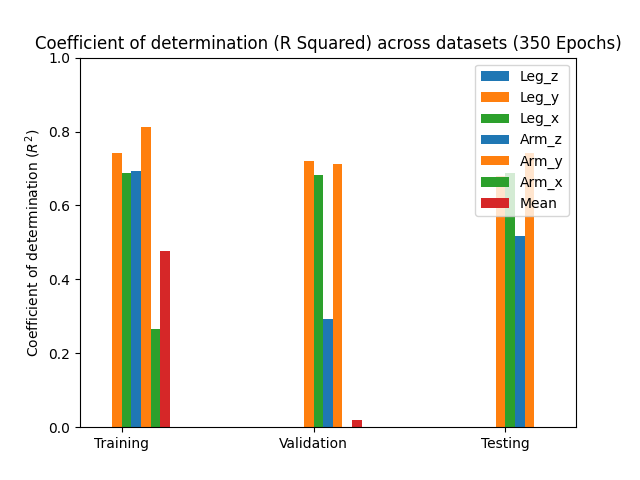 Coefficient of determination (R Squared) across datasets (350 Epochs)
Coefficient of determination (R²)
1.0
0.8
0.6
0.4
0.2
0.0
Training
Validation
Testing
Leg_z
Leg_y
Leg_x
Arm_z
Arm_y
Arm_x
Mean